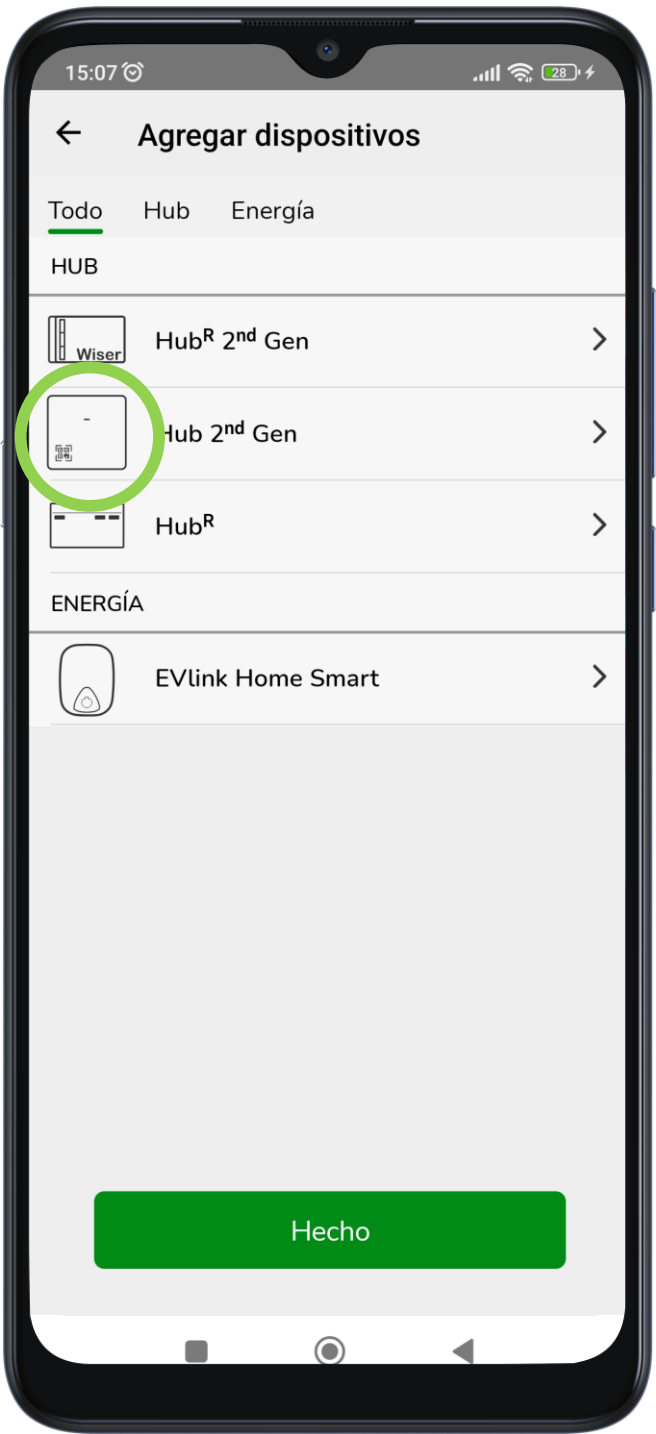 15:07
28
Agregar dispositivos
Todo Hub Energía
HUB
Wiser HubR 2nd Gen
Hub 2nd Gen
HubR
ENERGÍA
EVlink Home Smart
Hecho